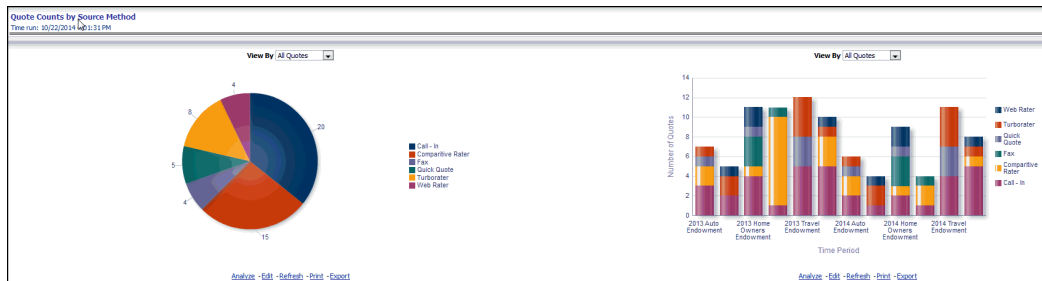 Quote Counts by Source Method
Time run: 10/22/2014 4:01:31 PM
View By All Quotes
4
8
20
5
4
15
Call - In
Comparitive Rater
Fax
Quick Quote
Turborater
Web Rater
Analyze - Edit - Refresh - Print - Export
View By All Quotes
14
12
10
8
6
4
2
0
Number of Quotes
2013 Auto Endowment
2013 Home Owners Endowment
2013 Travel Endowment
2014 Auto Endowment
2014 Home Owners Endowment
2014 Travel Endowment
Time Period
Web Rater
Turborater
Quick Quote
Fax
Comparitive Rater
Call - In
Analyze - Edit - Refresh - Print - Export